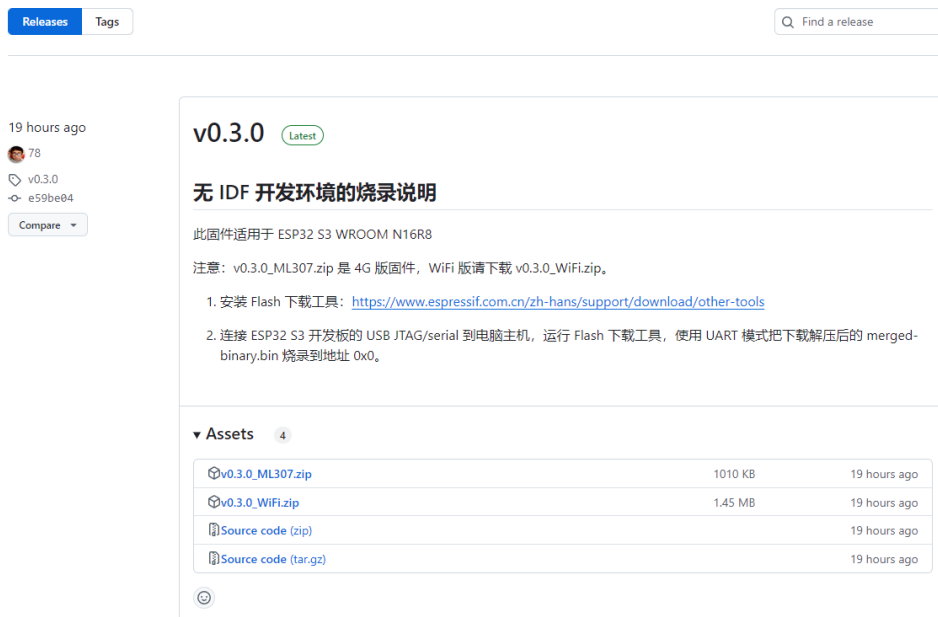 Releases
Tags
Find a release
19 hours ago
78
v0.3.0
e59be04
Compare
v0.3.0 Latest
无 IDF 开发环境的烧录说明
此固件适用于 ESP32 S3 WROOM N16R8
注意：v0.3.0_ML307.zip 是 4G 版固件，WiFi 版请下载 v0.3.0_WiFi.zip。
1. 安装 Flash 下载工具：https://www.espressif.com.cn/zh-hans/support/download/other-tools
2. 连接 ESP32 S3 开发板的 USB JTAG/serial 到电脑主机，运行 Flash 下载工具，使用 UART 模式把下载解压后的 merged-
binary.bin 烧录到地址 0x0。
Assets 4
v0.3.0_ML307.zip 1010 KB 19 hours ago
v0.3.0_WiFi.zip 1.45 MB 19 hours ago
Source code (zip) 19 hours ago
Source code (tar.gz) 19 hours ago